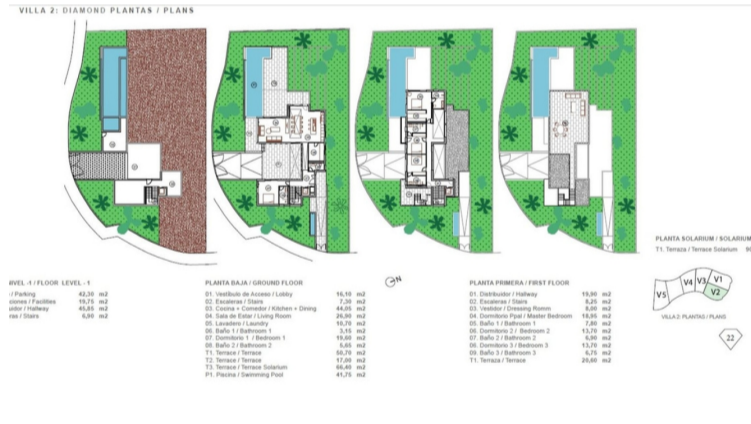 VILLA 2: DIAMOND PLANTAS / PLANS
PLANTA SOLARIUM / SOLARIUM
T1. Terraza / Terrace Solarium
V5
V4
V3
V1
V2
VILLA 2: PLANTAS / PLANS
22
N
NIVEL -1 / FLOOR LEVEL - 1
/ Parking 42,30 m2
/ Facilities 19,75 m2
/ Hallway 45,85 m2
/ Stairs 6,90 m2
PLANTA BAJA / GROUND FLOOR
01. Vestíbulo de Acceso / Lobby 16,10 m2
02. Escaleras / Stairs 7,30 m2
03. Cocina + Comedor / Kitchen + Dining 44,05 m2
04. Sala de Estar / Living Room 26,90 m2
05. Lavadero / Laundry 10,70 m2
06. Baño 1 / Bathroom 1 3,15 m2
07. Dormitorio 1 / Bedroom 1 19,60 m2
08. Baño 2 / Bathroom 2 5,65 m2
T1. Terraza / Terrace 50,70 m2
T2. Terraza / Terrace 17,00 m2
T3. Terraza / Terrace Solarium 66,40 m2
P1. Piscina / Swimming Pool 41,75 m2
PLANTA PRIMERA / FIRST FLOOR
01. Distribuidor / Hallway 19,90 m2
02. Escaleras / Stairs 8,25 m2
03. Vestidor / Dressing Romm 8,00 m2
04. Dormitorio Ppal / Master Bedroom 18,95 m2
05. Baño 1 / Bathroom 1 7,80 m2
06. Dormitorio 2 / Bedroom 2 13,70 m2
07. Baño 2 / Bathroom 2 5,90 m2
08. Dormitorio 3 / Bedroom 3 13,70 m2
09. Baño 3 / Bathroom 3 6,75 m2
T1. Terraza / Terrace 20,60 m2